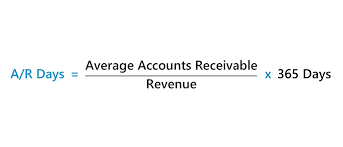 Average Accounts Receivable
A/R Days = x 365 Days
Revenue